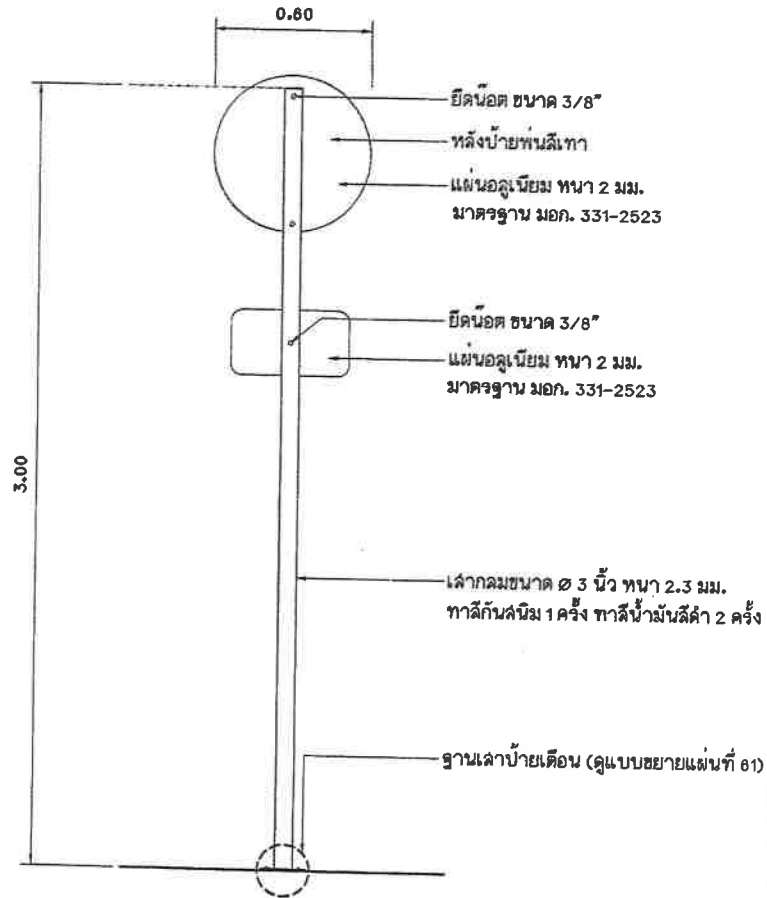 0.60
ยึดน๊อต ขนาด 3/8"
หลังป้ายพ่นสีเทา
แผ่นอลูเนียม หนา 2 มม.
มาตรฐาน มอก. 331-2523
ยึดน๊อต ขนาด 3/8"
แผ่นอลูเนียม หนา 2 มม.
มาตรฐาน มอก. 331-2523
3.00
เสากลมขนาด Ø 3 นิ้ว หนา 2.3 มม.
ทาสีกันสนิม 1 ครั้ง ทาสีน้ำมันสีดำ 2 ครั้ง
ฐานเสาป้ายเตือน (ดูแบบขยายแผ่นที่ 61)